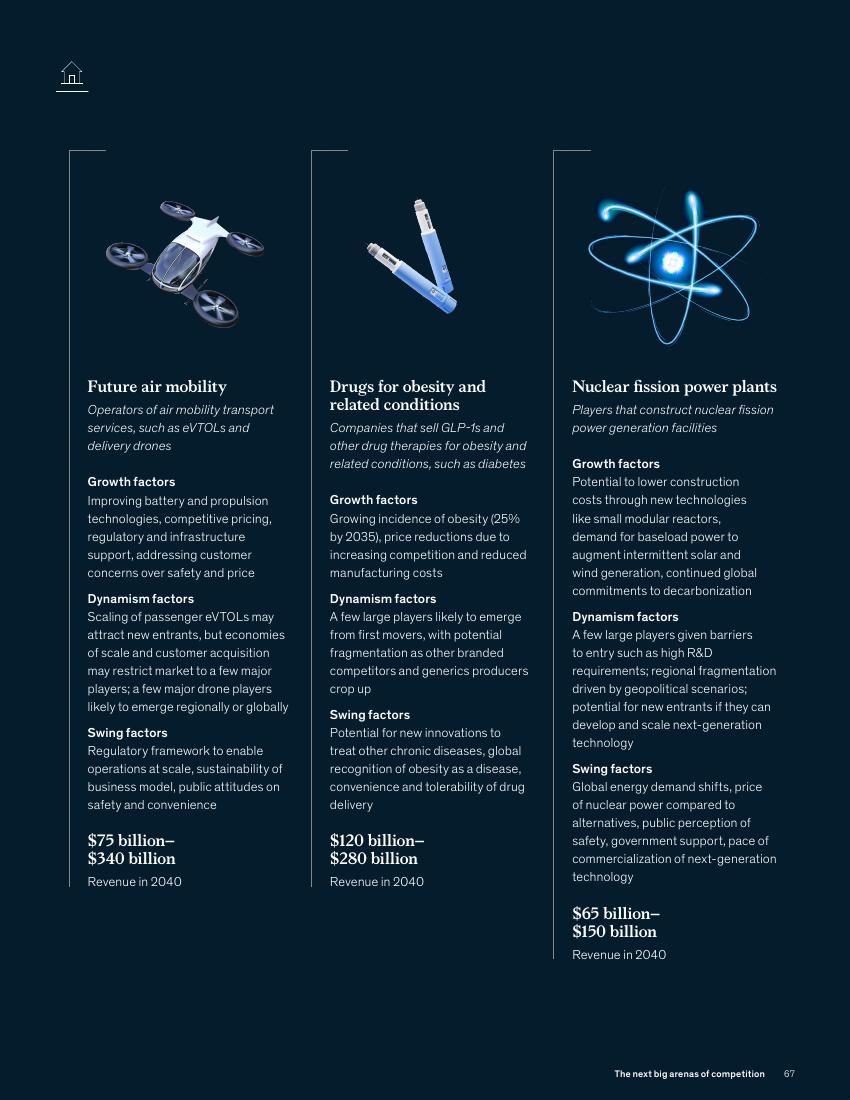 Future air mobility
Operators of air mobility transport
services, such as eVTOLs and
delivery drones
Growth factors
Improving battery and propulsion
technologies, competitive pricing,
regulatory and infrastructure
support, addressing customer
concerns over safety and price
Dynamism factors
Scaling of passenger eVTOLs may
attract new entrants, but economies
of scale and customer acquisition
may restrict market to a few major
players; a few major drone players
likely to emerge regionally or globally
Swing factors
Regulatory framework to enable
operations at scale, sustainability of
business model, public attitudes on
safety and convenience
$75 billion–
$340 billion
Revenue in 2040
Drugs for obesity and
related conditions
Companies that sell GLP-1s and
other drug therapies for obesity and
related conditions, such as diabetes
Growth factors
Growing incidence of obesity (25%
by 2035), price reductions due to
increasing competition and reduced
manufacturing costs
Dynamism factors
A few large players likely to emerge
from first movers, with potential
fragmentation as other branded
competitors and generics producers
crop up
Swing factors
Potential for new innovations to
treat other chronic diseases, global
recognition of obesity as a disease,
convenience and tolerability of drug
delivery
$120 billion–
$280 billion
Revenue in 2040
Nuclear fission power plants
Players that construct nuclear fission
power generation facilities
Growth factors
Potential to lower construction
costs through new technologies
like small modular reactors,
demand for baseload power to
augment intermittent solar and
wind generation, continued global
commitments to decarbonization
Dynamism factors
A few large players given barriers
to entry such as high R&D
requirements; regional fragmentation
driven by geopolitical scenarios;
potential for new entrants if they can
develop and scale next-generation
technology
Swing factors
Global energy demand shifts, price
of nuclear power compared to
alternatives, public perception of
safety, government support, pace of
commercialization of next-generation
technology
$65 billion–
$150 billion
Revenue in 2040
The next big arenas of competition 67